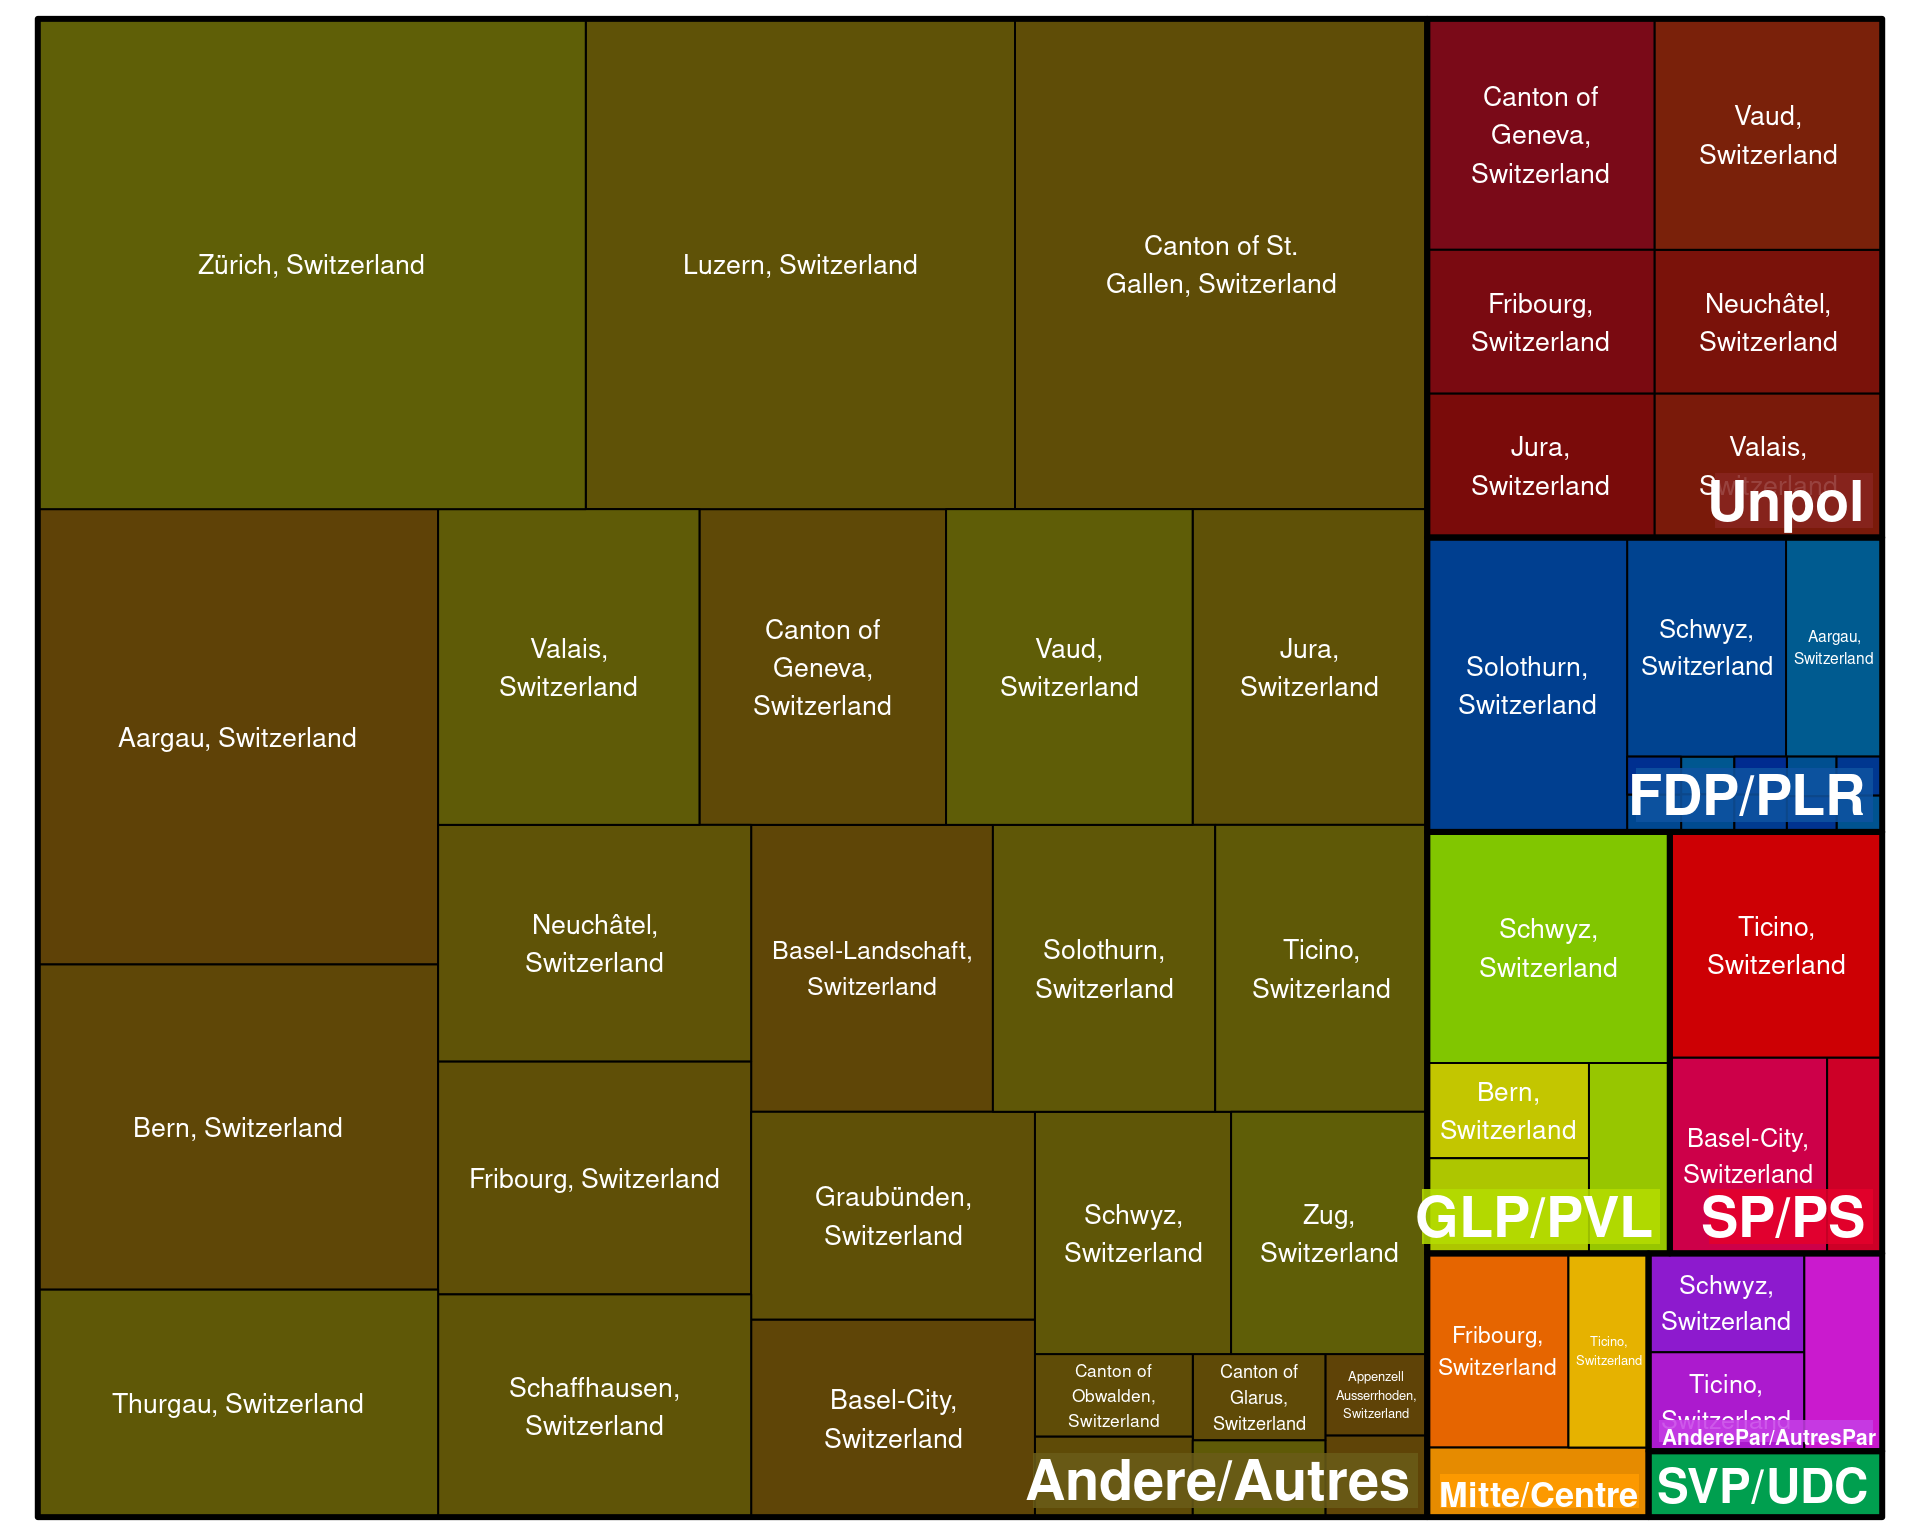 Zürich, Switzerland
Luzern, Switzerland
Canton of St.
Gallen, Switzerland
Aargau, Switzerland
Valais,
Switzerland
Canton of
Geneva,
Switzerland
Vaud,
Switzerland
Jura,
Switzerland
Bern, Switzerland
Neuchâtel,
Switzerland
Basel-Landschaft,
Switzerland
Solothurn,
Switzerland
Ticino,
Switzerland
Fribourg, Switzerland
Graubünden,
Switzerland
Schwyz,
Switzerland
Zug,
Switzerland
Thurgau, Switzerland
Schaffhausen,
Switzerland
Basel-City,
Switzerland
Canton of
Obwalden,
Switzerland
Canton of
Glarus,
Switzerland
Appenzell
Ausserrhoden,
Switzerland
Andere/Autres
Canton of
Geneva,
Switzerland
Vaud,
Switzerland
Fribourg,
Switzerland
Neuchâtel,
Switzerland
Jura,
Switzerland
Valais,
Switzerland
Unpol
Solothurn,
Switzerland
Schwyz,
Switzerland
Aargau,
Switzerland
FDP/PLR
Schwyz,
Switzerland
Bern,
Switzerland
GLP/PVL
Ticino,
Switzerland
Basel-City,
Switzerland
SP/PS
Fribourg,
Switzerland
Ticino,
Switzerland
Mitte/Centre
Schwyz,
Switzerland
Ticino,
Switzerland
AnderePar/AutresPar
SVP/UDC